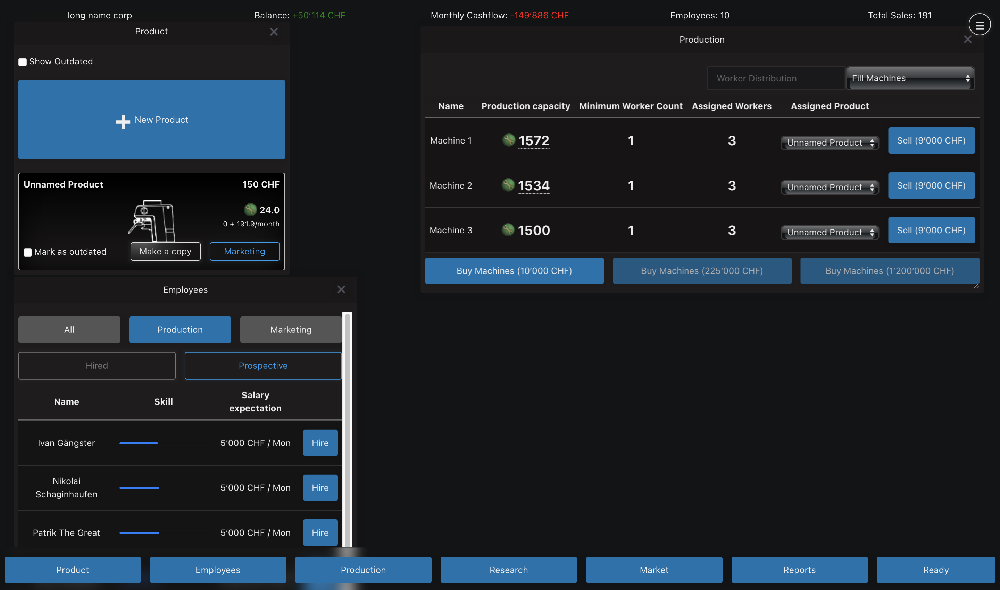 long name corp
Balance: +50’114 CHF
Monthly Cashflow: -149’886 CHF
Employees: 10
Total Sales: 191
Product
Show Outdated
New Product
Unnamed Product
150 CHF
24.0
0 + 191.9/month
Mark as outdated
Make a copy
Marketing
Production
Worker Distribution
Fill Machines
Name Production capacity Minimum Worker Count Assigned Workers Assigned Product
Machine 1 1572 1 3 Unnamed Product Sell (9’000 CHF)
Machine 2 1534 1 3 Unnamed Product Sell (9’000 CHF)
Machine 3 1500 1 3 Unnamed Product Sell (9’000 CHF)
Buy Machines (10’000 CHF) Buy Machines (225’000 CHF) Buy Machines (1’200’000 CHF)
Employees
All Production Marketing
Hired Prospective
Name Skill Salary
expectation
Ivan Gängster 5’000 CHF / Mon Hire
Nikolai
Schaginhaufen 5’000 CHF / Mon Hire
Patrik The Great 5’000 CHF / Mon Hire
Product Employees Production Research Market Reports Ready